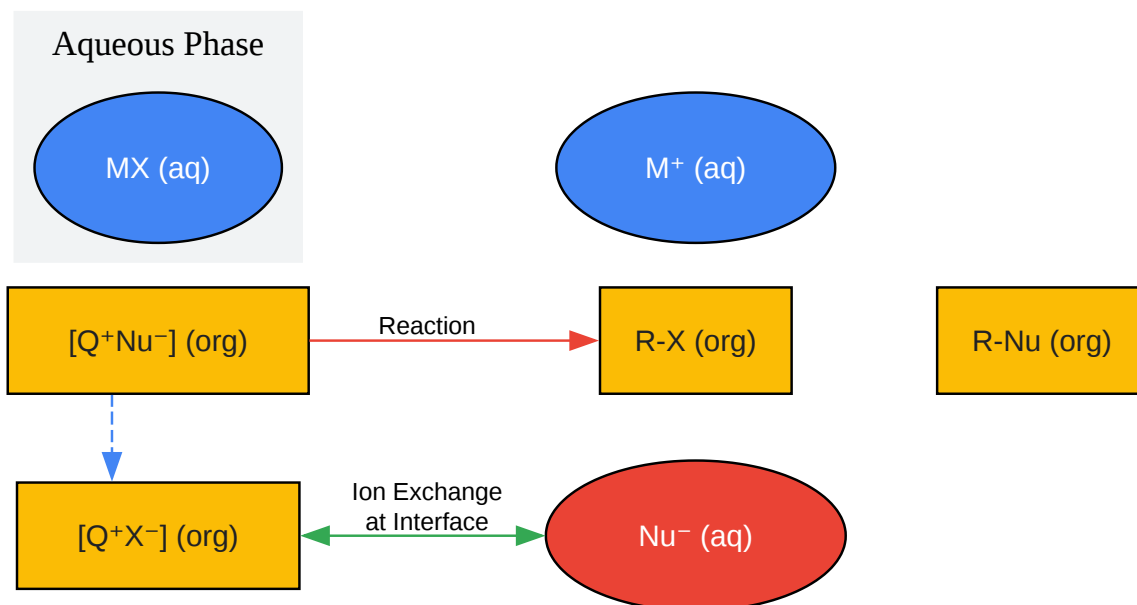 Aqueous Phase
MX (aq)
M⁺ (aq)
[Q⁺Nu⁻] (org)
Reaction
R-X (org)
R-Nu (org)
[Q⁺X⁻] (org)
Ion Exchange
at Interface
Nu⁻ (aq)